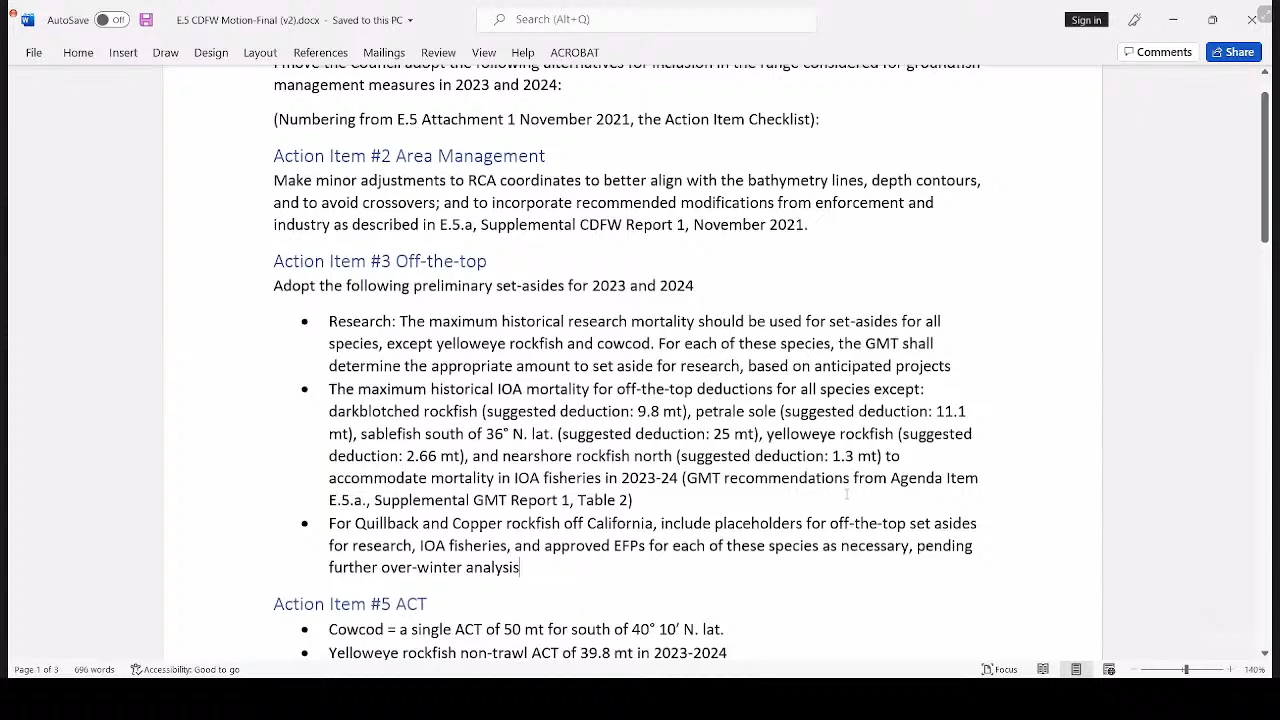 AutoSave Off E.5 CDFW Motion-Final (v2).docx - Saved to this PC Search (Alt+Q) Sign in
File Home Insert Draw Design Layout References Mailings Review View Help ACROBAT Comments Share
I move the Council adopt the following alternatives for inclusion in the range considered for groundfish
management measures in 2023 and 2024:
(Numbering from E.5 Attachment 1 November 2021, the Action Item Checklist):
Action Item #2 Area Management
Make minor adjustments to RCA coordinates to better align with the bathymetry lines, depth contours,
and to avoid crossovers; and to incorporate recommended modifications from enforcement and
industry as described in E.5.a, Supplemental CDFW Report 1, November 2021.
Action Item #3 Off-the-top
Adopt the following preliminary set-asides for 2023 and 2024
• Research: The maximum historical research mortality should be used for set-asides for all
species, except yelloweye rockfish and cowcod. For each of these species, the GMT shall
determine the appropriate amount to set aside for research, based on anticipated projects
• The maximum historical IOA mortality for off-the-top deductions for all species except:
darkblotched rockfish (suggested deduction: 9.8 mt), petrale sole (suggested deduction: 11.1
mt), sablefish south of 36° N. lat. (suggested deduction: 25 mt), yelloweye rockfish (suggested
deduction: 2.66 mt), and nearshore rockfish north (suggested deduction: 1.3 mt) to
accommodate mortality in IOA fisheries in 2023-24 (GMT recommendations from Agenda Item
E.5.a., Supplemental GMT Report 1, Table 2)
• For Quillback and Copper rockfish off California, include placeholders for off-the-top set asides
for research, IOA fisheries, and approved EFPs for each of these species as necessary, pending
further over-winter analysis
Action Item #5 ACT
• Cowcod = a single ACT of 50 mt for south of 40° 10′ N. lat.
• Yelloweye rockfish non-trawl ACT of 39.8 mt in 2023-2024
Page 1 of 3 696 words Accessibility: Good to go Focus 140%